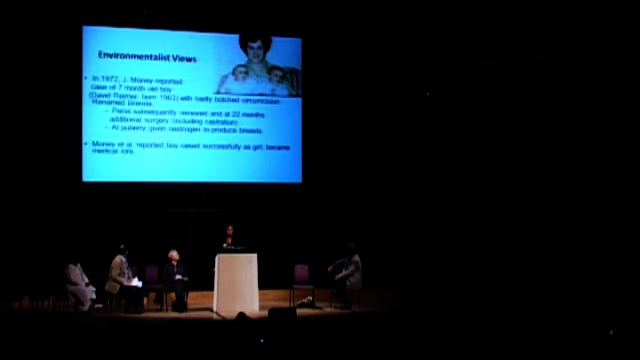 Environmentalist Views
• In 1972, J. Money reported
case of 7 month old boy
(David Reimer, born 1963) with badly botched circumcision.
Renamed Brenda.
- Penis subsequently removed and at 22 months
additional surgery (including castration)
- At puberty given oestrogen to produce breasts.
• Money et al. reported boy raised successfully as girl; became
medical lore.